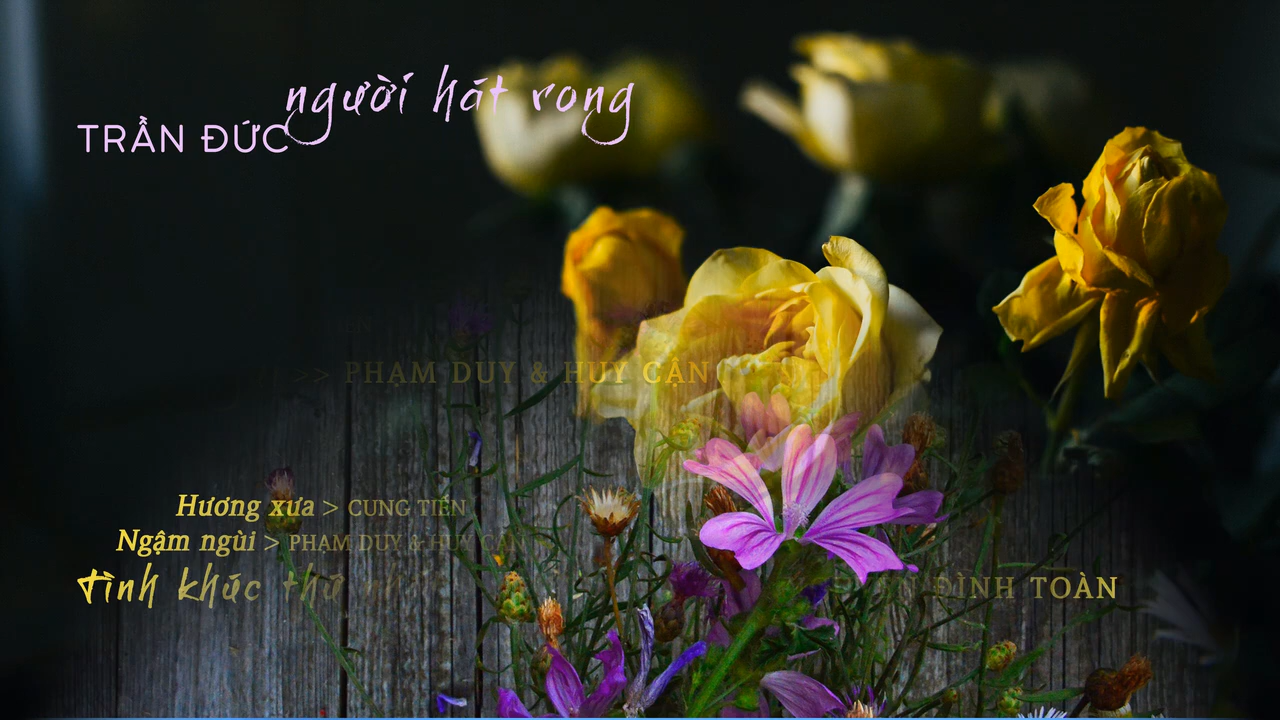 người hát rong
TRẦN ĐỨC
>> PHẠM DUY & HUY CẬN
Hương xưa > CUNG TIẾN
Ngậm ngùi > PHẠM DUY & HUY CẬN
tình khúc thứ
ĐÌNH TOÀN